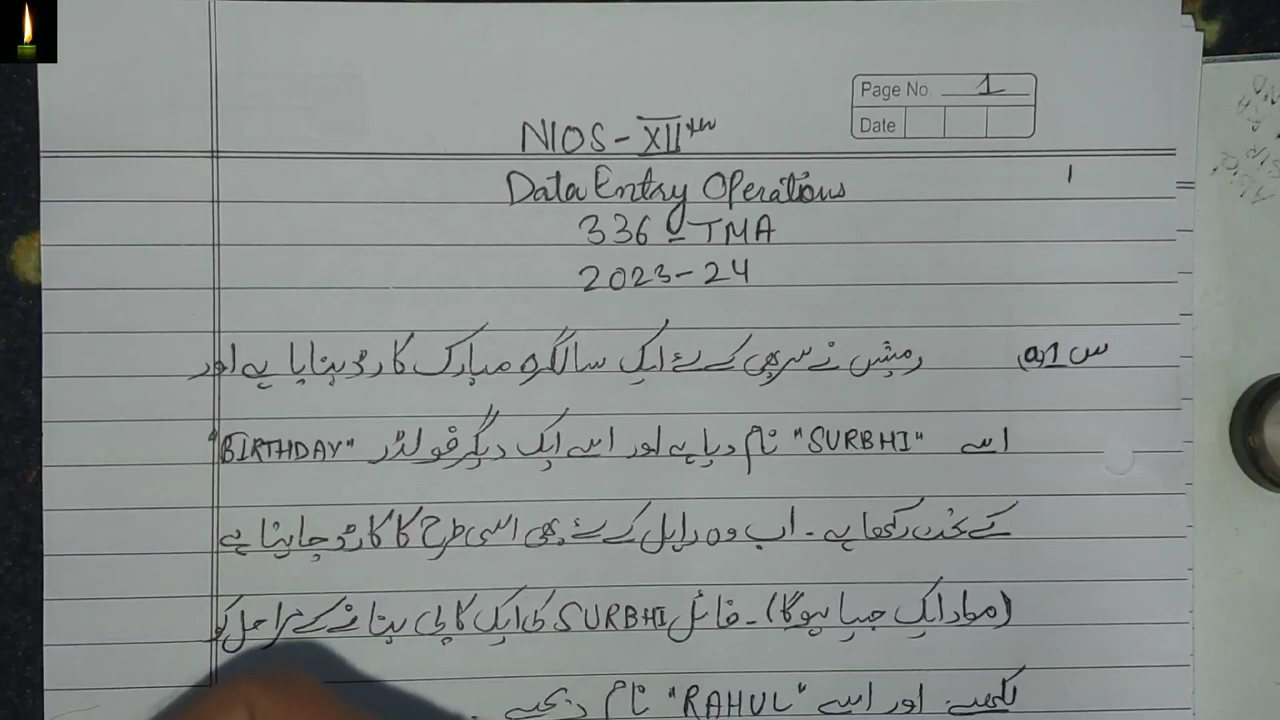 Page No 1
Date
NIOS-XIIth
Data Entry Operations
336-TMA
2023-24
س 1 رمیش نے سربھی کے لئے ایک سالگرہ مبارک کارڈ بنایا ہے اور
اسے "SURBHI" نام دیا ہے اور اسے ایک دیگر فولڈر "BIRTHDAY"
کے تحت رکھا ہے ۔ اب وہ راہل کے لئے بھی اسی طرح کا کارڈ چاہتا ہے
(مواد ایک جیسا ہوگا)۔ فائل SURBHI کی ایک کاپی بنانے کے مراحل کو
لکھیے اور اسے "RAHUL" نام دیجیے